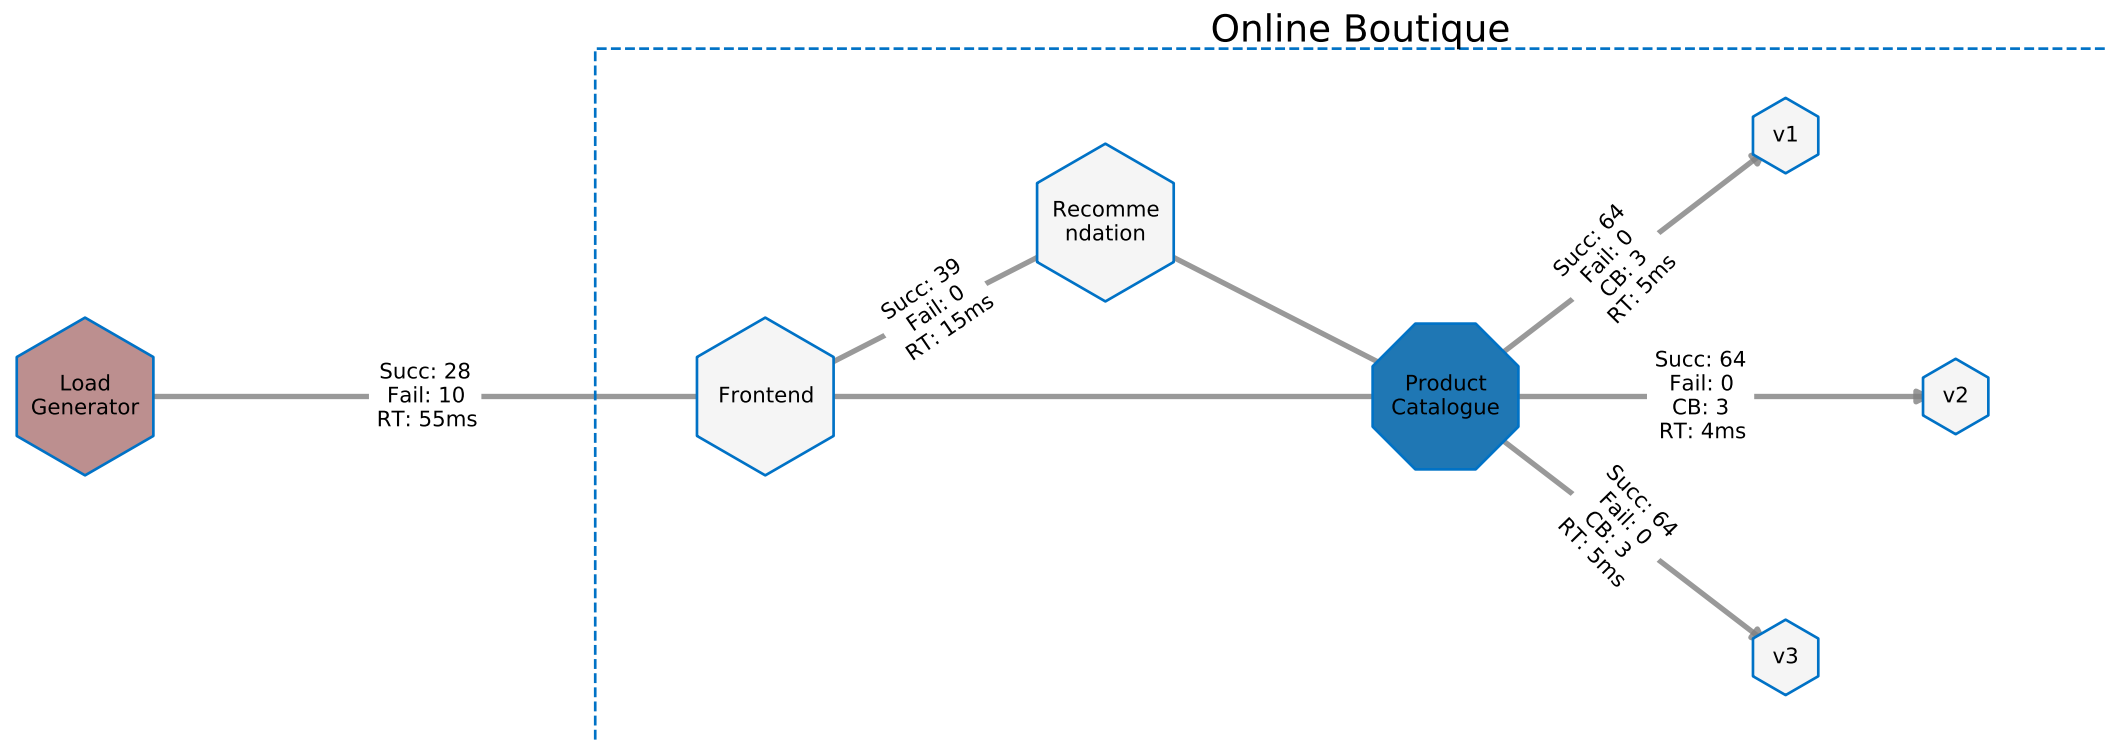 Online Boutique
Load
Generator
Succ: 28
Fail: 10
RT: 55ms
Frontend
Succ: 39
Fail: 0
RT: 15ms
Recomme
ndation
Product
Catalogue
Succ: 64
Fail: 0
CB: 3
RT: 5ms
v1
Succ: 64
Fail: 0
CB: 3
RT: 4ms
v2
Succ: 64
Fail: 0
CB: 3
RT: 5ms
v3